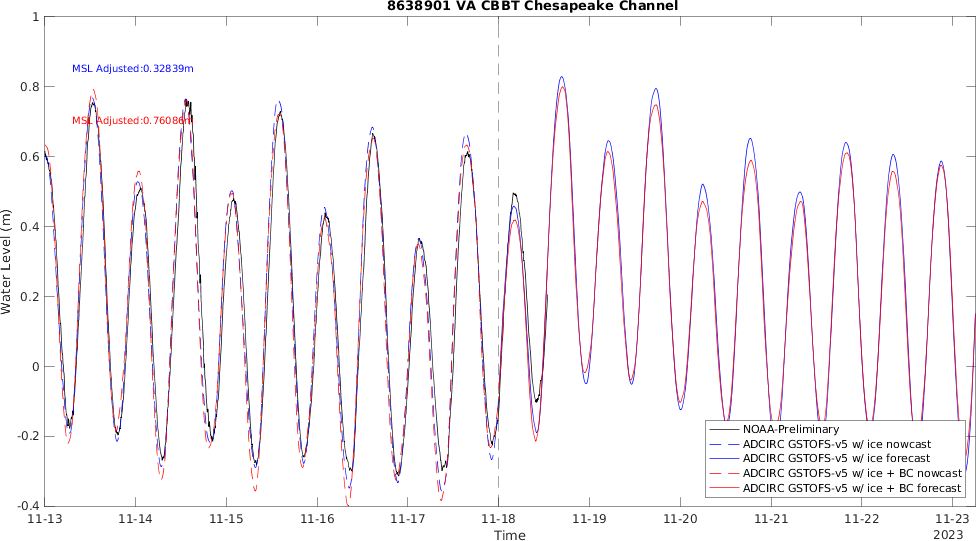 8638901 VA CBBT Chesapeake Channel
1
0.8
0.6
0.4
0.2
0
-0.2
-0.4
Water Level (m)
MSL Adjusted:0.32839m
MSL Adjusted:0.76086m
NOAA-Preliminary
ADCIRC GSTOFS-v5 w/ ice nowcast
ADCIRC GSTOFS-v5 w/ ice forecast
ADCIRC GSTOFS-v5 w/ ice + BC nowcast
ADCIRC GSTOFS-v5 w/ ice + BC forecast
11-13 11-14 11-15 11-16 11-17 11-18 11-19 11-20 11-21 11-22 11-23
Time
2023